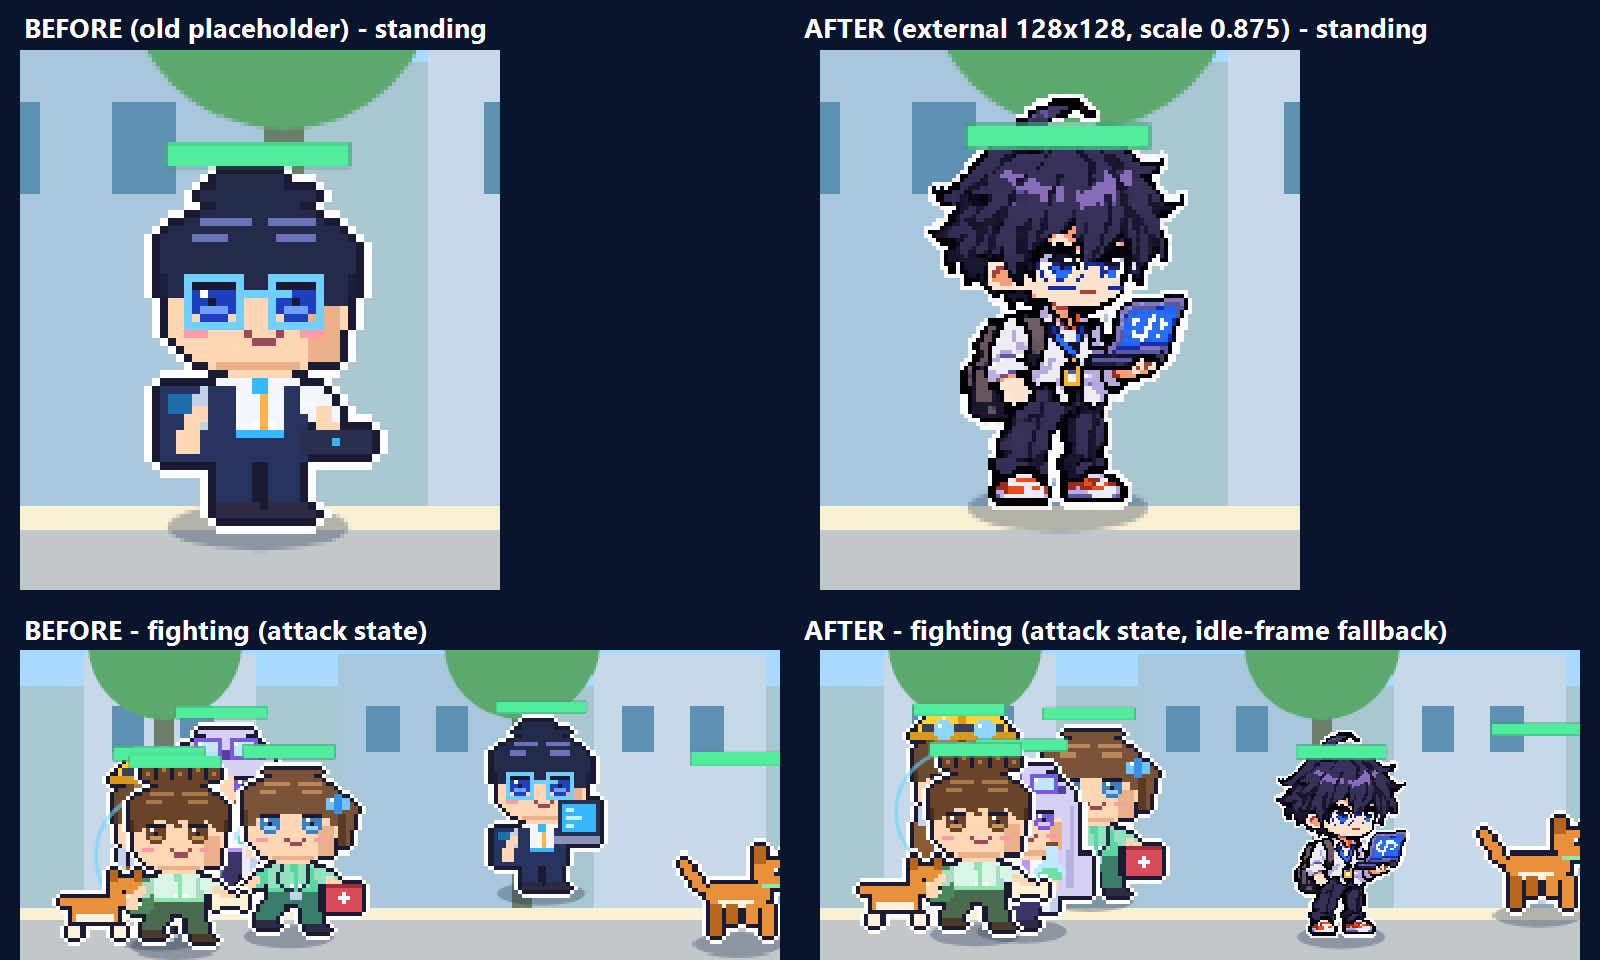 BEFORE (old placeholder) - standing
AFTER (external 128x128, scale 0.875) - standing
</>
BEFORE - fighting (attack state)
AFTER - fighting (attack state, idle-frame fallback)